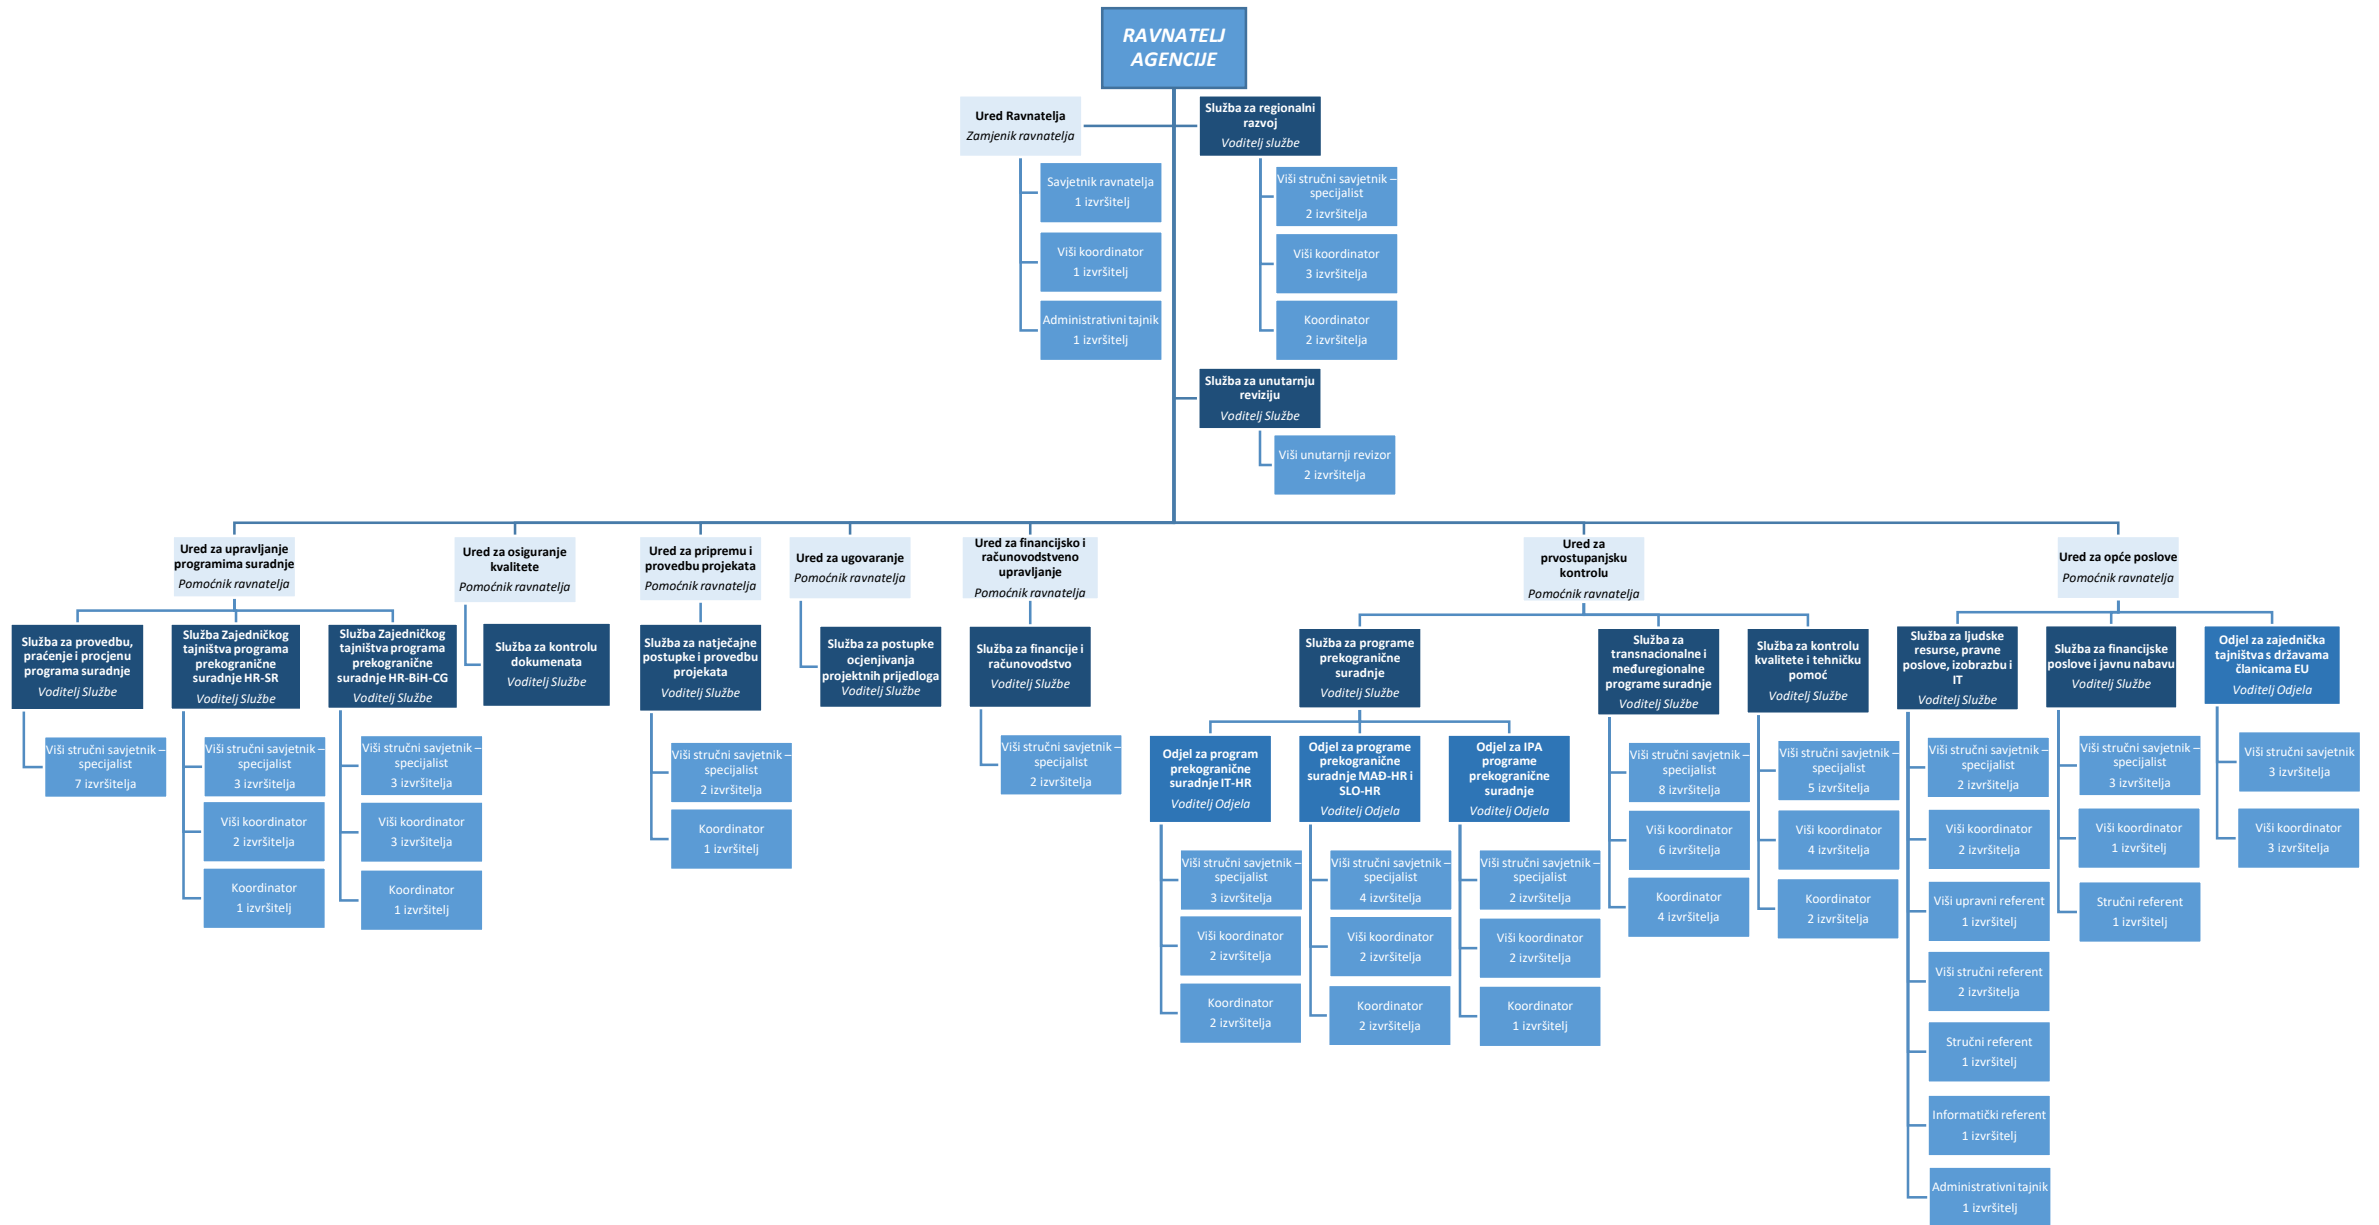 RAVNATELJ
AGENCIJE
Ured Ravnatelja
Zamjenik ravnatelja
Savjetnik ravnatelja
1 izvršitelj
Viši koordinator
1 izvršitelj
Administrativni tajnik
1 izvršitelj
Služba za regionalni
razvoj
Voditelj službe
Viši stručni savjetnik –
specijalist
2 izvršitelja
Viši koordinator
3 izvršitelja
Koordinator
2 izvršitelja
Služba za unutarnju
reviziju
Voditelj Službe
Viši unutarnji revizor
2 izvršitelja
Ured za upravljanje
programima suradnje
Pomoćnik ravnatelja
Služba za provedbu,
praćenje i procjenu
programa suradnje
Voditelj Službe
Viši stručni savjetnik –
specijalist
7 izvršitelja
Služba Zajedničkog
tajništva programa
prekogranične
suradnje HR-SR
Voditelj Službe
Viši stručni savjetnik –
specijalist
3 izvršitelja
Viši koordinator
2 izvršitelja
Koordinator
1 izvršitelj
Služba Zajedničkog
tajništva programa
prekogranične
suradnje HR-BiH-CG
Voditelj Službe
Viši stručni savjetnik –
specijalist
3 izvršitelja
Viši koordinator
3 izvršitelja
Koordinator
1 izvršitelj
Ured za osiguranje
kvalitete
Pomoćnik ravnatelja
Služba za kontrolu
dokumenata
Voditelj Službe
Ured za pripremu i
provedbu projekata
Pomoćnik ravnatelja
Služba za natječajne
postupke i provedbu
projekata
Voditelj Službe
Viši stručni savjetnik –
specijalist
2 izvršitelja
Koordinator
1 izvršitelj
Ured za ugovaranje
Pomoćnik ravnatelja
Služba za postupke
ocjenjivanja
projektnih prijedloga
Voditelj Službe
Ured za financijsko i
računovodstveno
upravljanje
Pomoćnik ravnatelja
Služba za financije i
računovodstvo
Voditelj Službe
Viši stručni savjetnik –
specijalist
2 izvršitelja
Ured za
prvostupanjsku
kontrolu
Pomoćnik ravnatelja
Služba za programe
prekogranične
suradnje
Voditelj Službe
Odjel za program
prekogranične
suradnje IT-HR
Voditelj Odjela
Viši stručni savjetnik –
specijalist
3 izvršitelja
Viši koordinator
2 izvršitelja
Koordinator
2 izvršitelja
Odjel za programe
prekogranične
suradnje MAĐ-HR i
SLO-HR
Voditelj Odjela
Viši stručni savjetnik –
specijalist
4 izvršitelja
Viši koordinator
2 izvršitelja
Koordinator
2 izvršitelja
Odjel za IPA
programe
prekogranične
suradnje
Voditelj Odjela
Viši stručni savjetnik –
specijalist
2 izvršitelja
Viši koordinator
2 izvršitelja
Koordinator
1 izvršitelj
Služba za
transnacionalne i
međuregionalne
programe suradnje
Voditelj Službe
Viši stručni savjetnik –
specijalist
8 izvršitelja
Viši koordinator
6 izvršitelja
Koordinator
4 izvršitelja
Služba za kontrolu
kvalitete i tehničku
pomoć
Voditelj Službe
Viši stručni savjetnik –
specijalist
5 izvršitelja
Viši koordinator
4 izvršitelja
Koordinator
2 izvršitelja
Ured za opće poslove
Pomoćnik ravnatelja
Služba za ljudske
resurse, pravne
poslove, izobrazbu i
IT
Voditelj Službe
Viši stručni savjetnik –
specijalist
2 izvršitelja
Viši koordinator
2 izvršitelja
Viši upravni referent
1 izvršitelj
Viši stručni referent
2 izvršitelja
Stručni referent
1 izvršitelj
Informatički referent
1 izvršitelj
Administrativni tajnik
1 izvršitelj
Služba za financijske
poslove i javnu nabavu
Voditelj Službe
Viši stručni savjetnik –
specijalist
3 izvršitelja
Viši koordinator
1 izvršitelj
Stručni referent
1 izvršitelj
Odjel za zajednička
tajništva s državama
članicama EU
Voditelj Odjela
Viši stručni savjetnik
3 izvršitelja
Viši koordinator
3 izvršitelja